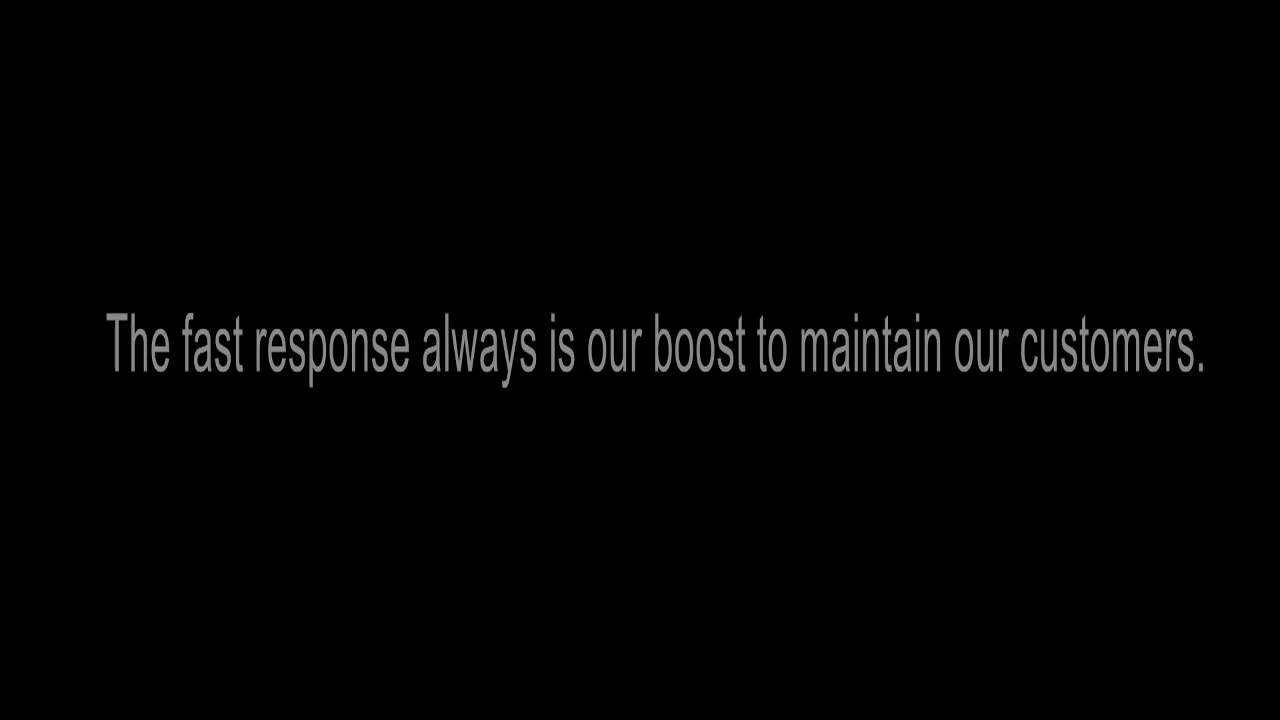 The fast response always is our boost to maintain our customers.